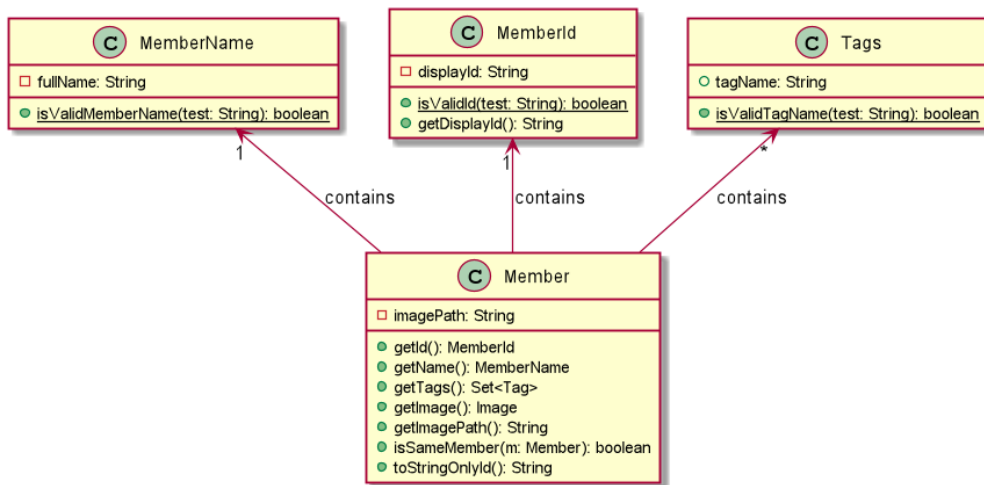 C MemberName
fullName: String
isValidMemberName(test: String): boolean
C MemberId
displayId: String
isValidId(test: String): boolean
getDisplayId(): String
C Tags
tagName: String
isValidTagName(test: String): boolean
1
1
*
contains
contains
contains
C Member
imagePath: String
getId(): MemberId
getName(): MemberName
getTags(): Set<Tag>
getImage(): Image
getImagePath(): String
isSameMember(m: Member): boolean
toStringOnlyId(): String